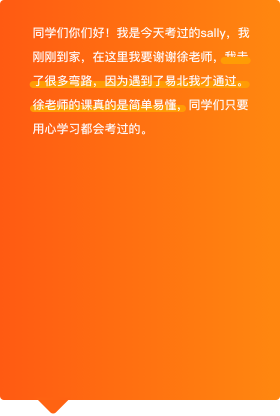 同学们你们好！我是今天考过的sally，我
刚刚到家，在这里我要谢谢徐老师，我走
了很多弯路，因为遇到了易北我才通过。
徐老师的课真的是简单易懂，同学们只要
用心学习都会考过的。